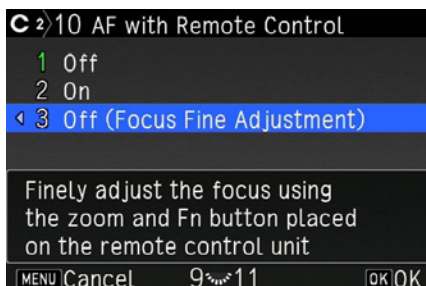 C 2 10 AF with Remote Control
1 Off
2 On
3 Off (Focus Fine Adjustment)
Finely adjust the focus using
the zoom and Fn button placed
on the remote control unit
MENU Cancel 9 11 OK OK